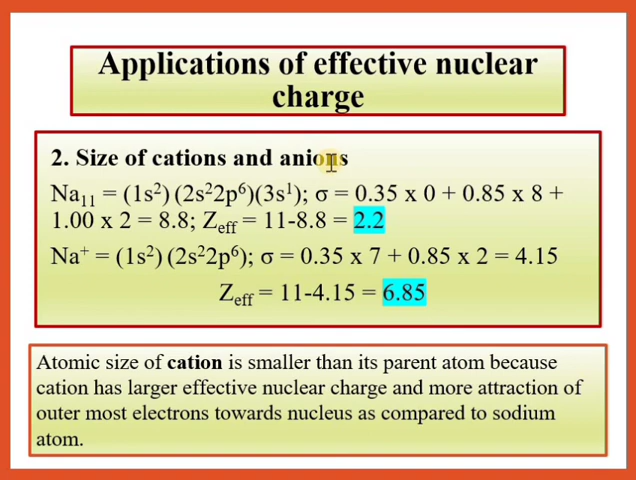 Applications of effective nuclear
charge
2. Size of cations and anions
Na₁₁ = (1s²) (2s²2p⁶)(3s¹); σ = 0.35 x 0 + 0.85 x 8 +
1.00 x 2 = 8.8; Zeff = 11-8.8 = 2.2
Na⁺ = (1s²) (2s²2p⁶); σ = 0.35 x 7 + 0.85 x 2 = 4.15
Zeff = 11-4.15 = 6.85
Atomic size of cation is smaller than its parent atom because
cation has larger effective nuclear charge and more attraction of
outer most electrons towards nucleus as compared to sodium
atom.